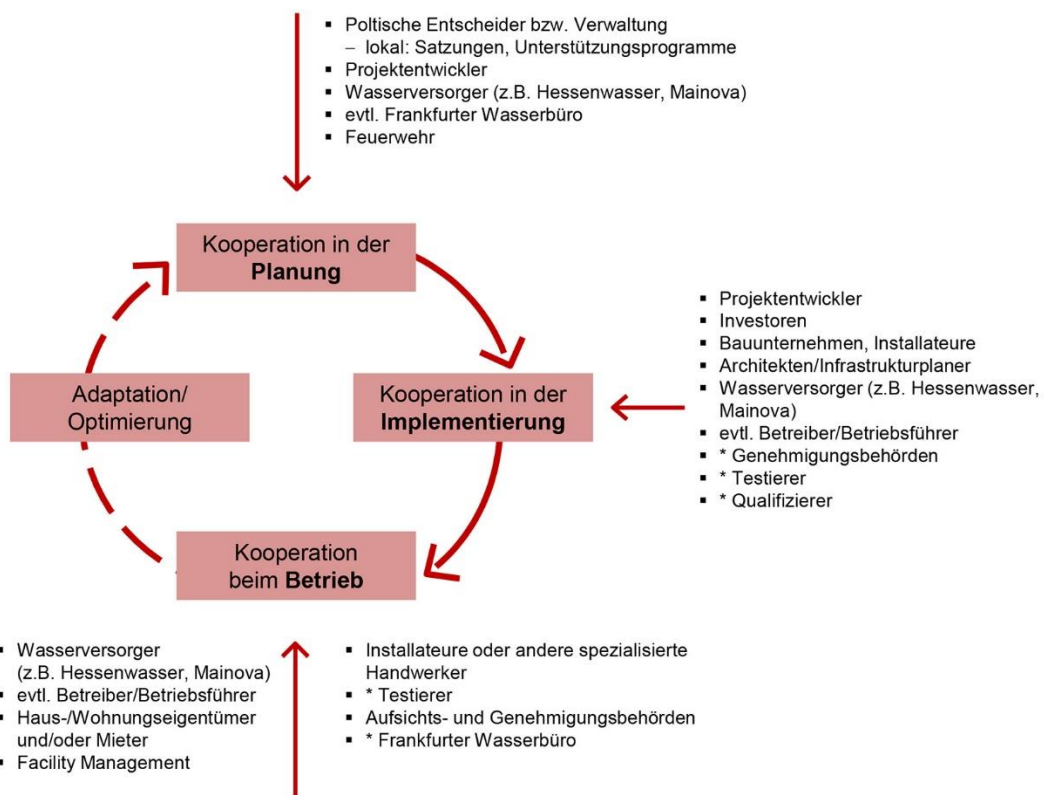 ▪ Poltische Entscheider bzw. Verwaltung
– lokal: Satzungen, Unterstützungsprogramme
▪ Projektentwickler
▪ Wasserversorger (z.B. Hessenwasser, Mainova)
▪ evtl. Frankfurter Wasserbüro
▪ Feuerwehr
Kooperation in der
Planung
▪ Projektentwickler
▪ Investoren
▪ Bauunternehmen, Installateure
▪ Architekten/Infrastrukturplaner
▪ Wasserversorger (z.B. Hessenwasser,
Mainova)
▪ evtl. Betreiber/Betriebsführer
▪ * Genehmigungsbehörden
▪ * Testierer
▪ * Qualifizierer
Adaptation/
Optimierung
Kooperation in der
Implementierung
Kooperation
beim Betrieb
▪ Wasserversorger
(z.B. Hessenwasser, Mainova)
▪ evtl. Betreiber/Betriebsführer
▪ Haus-/Wohnungseigentümer
und/oder Mieter
▪ Facility Management
▪ Installateure oder andere spezialisierte
Handwerker
▪ * Testierer
▪ Aufsichts- und Genehmigungsbehörden
▪ * Frankfurter Wasserbüro